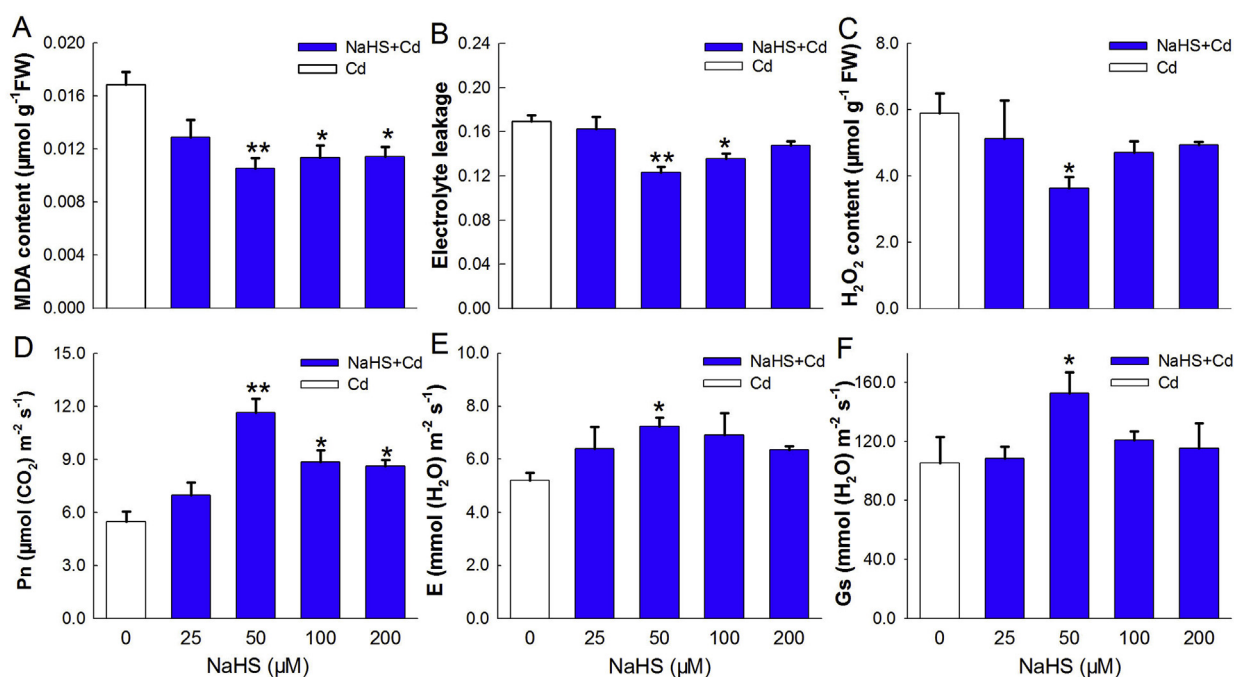 A
MDA content (µmol g⁻¹FW)
0.020
0.016
0.012
0.008
0.004
0.000
NaHS+Cd
Cd
**
*
*
B
Electrolyte leakage
0.24
0.20
0.16
0.12
0.08
0.04
0.00
NaHS+Cd
Cd
**
*
C
H₂O₂ content (µmol g⁻¹ FW)
8.0
6.0
4.0
2.0
0.0
NaHS+Cd
Cd
*
D
Pn (µmol (CO₂) m⁻² s⁻¹)
15.0
12.0
9.0
6.0
3.0
0.0
NaHS+Cd
Cd
**
*
*
0 25 50 100 200
NaHS (µM)
E
E (mmol (H₂O) m⁻² s⁻¹)
10.0
8.0
6.0
4.0
2.0
0.0
NaHS+Cd
Cd
*
0 25 50 100 200
NaHS (µM)
F
Gs (mmol (H₂O) m⁻² s⁻¹)
160.0
120.0
80.0
40.0
0.0
NaHS+Cd
Cd
*
0 25 50 100 200
NaHS (µM)